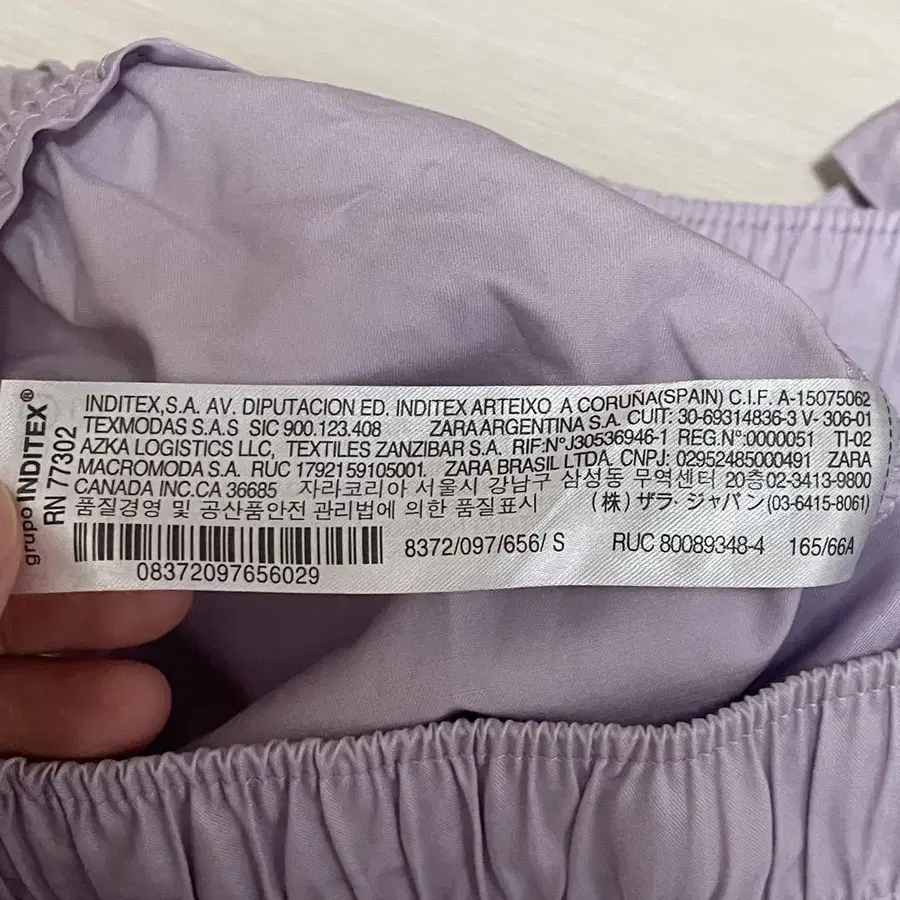 grupo INDITEX®
RN 77302
INDITEX,S.A. AV. DIPUTACION ED. INDITEX ARTEIXO A CORUÑA(SPAIN) C.I.F. A-15075062
TEXMODAS S.A.S SIC 900.123.408 ZARA ARGENTINA S.A. CUIT: 30-69314836-3 V- 306-01
AZKA LOGISTICS LLC, TEXTILES ZANZIBAR S.A. RIF:NºJ30536946-1 REG.Nº:0000051 TI-02
MACROMODA S.A. RUC 1792159105001. ZARA BRASIL LTDA, CNPJ: 02952485000491 ZARA
CANADA INC.CA 36685 자라코리아 서울시 강남구 삼성동 무역센터 20층02-3413-9800
품질경영 및 공산품안전 관리법에 의한 품질표시 (株) ザラ・ジャパン(03-6415-8061)
8372/097/656/ S RUC 80089348-4 165/66A
08372097656029